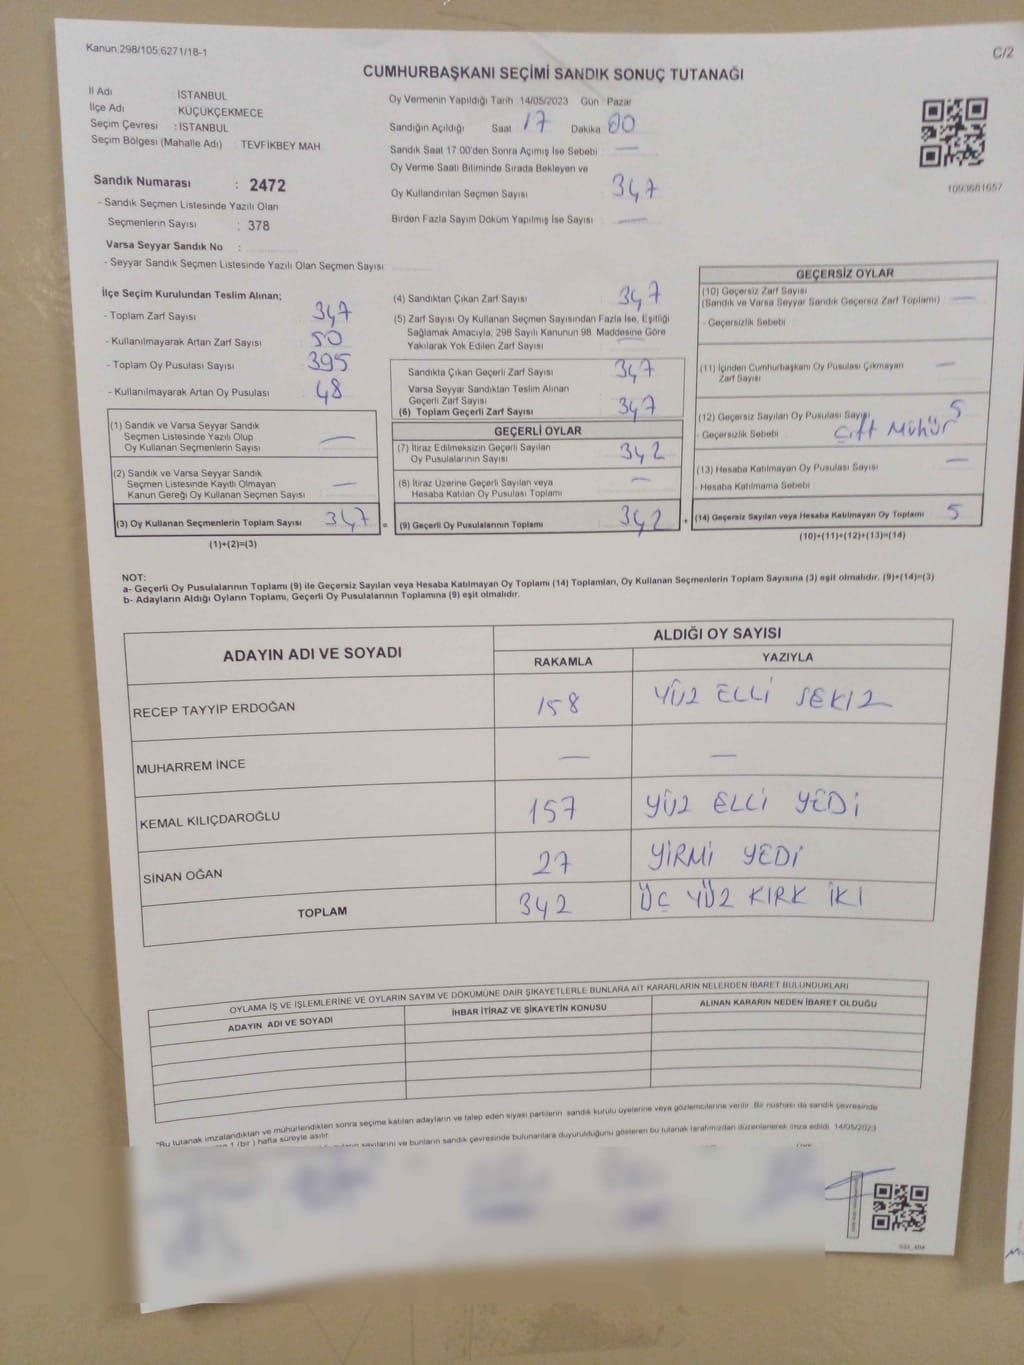 Kanun:298/105;6271/18-1
C/2
CUMHURBAŞKANI SEÇİMİ SANDIK SONUÇ TUTANAĞI
İl Adı İSTANBUL
İlçe Adı KÜÇÜKÇEKMECE
Seçim Çevresi : İSTANBUL
Seçim Bölgesi (Mahalle Adı) TEVFİKBEY MAH
Sandık Numarası : 2472
- Sandık Seçmen Listesinde Yazılı Olan
Seçmenlerin Sayısı : 378
Varsa Seyyar Sandık No :
- Seyyar Sandık Seçmen Listesinde Yazılı Olan Seçmen Sayısı
Oy Vermenin Yapıldığı Tarih 14/05/2023 Gün Pazar
Sandığın Açıldığı Saat 17 Dakika 00
Sandık Saat 17:00'den Sonra Açımış İse Sebebi —
Oy Verme Saati Bitiminde Sırada Bekleyen ve
Oy Kullandırılan Seçmen Sayısı : 347
Birden Fazla Sayım Döküm Yapılmış İse Sayısı : —
1093681657
İlçe Seçim Kurulundan Teslim Alınan;
- Toplam Zarf Sayısı : 347
- Kullanılmayarak Artan Zarf Sayısı : 50
- Toplam Oy Pusulası Sayısı : 395
- Kullanılmayarak Artan Oy Pusulası : 48
(1) Sandık ve Varsa Seyyar Sandık
Seçmen Listesinde Yazılı Olup
Oy Kullanan Seçmenlerin Sayısı —
(2) Sandık ve Varsa Seyyar Sandık
Seçmen Listesinde Kayıtlı Olmayan
Kanun Gereği Oy Kullanan Seçmen Sayısı —
(3) Oy Kullanan Seçmenlerin Toplam Sayısı 347 =
(1)+(2)=(3)
(4) Sandıktan Çıkan Zarf Sayısı : 347
(5) Zarf Sayısı Oy Kullanan Seçmen Sayısından Fazla İse, Eşitliği
Sağlamak Amacıyla, 298 Sayılı Kanunun 98. Maddesine Göre
Yakılarak Yok Edilen Zarf Sayısı —
Sandıkta Çıkan Geçerli Zarf Sayısı : 347
Varsa Seyyar Sandıktan Teslim Alınan
Geçerli Zarf Sayısı
(6) Toplam Geçerli Zarf Sayısı : 347
GEÇERLİ OYLAR
(7) İtiraz Edilmeksizin Geçerli Sayılan
Oy Pusulalarının Sayısı 342
(8) İtiraz Üzerine Geçerli Sayılan veya
Hesaba Katılan Oy Pusulası Toplamı —
(9) Geçerli Oy Pusulalarının Toplamı 342 +
GEÇERSİZ OYLAR
(10) Geçersiz Zarf Sayısı
(Sandık ve Varsa Seyyar Sandık Geçersiz Zarf Toplamı) —
- Geçersizlik Sebebi
(11) İçinden Cumhurbaşkanı Oy Pusulası Çıkmayan
Zarf Sayısı —
(12) Geçersiz Sayılan Oy Pusulası Sayısı 5
- Geçersizlik Sebebi Çift Mühür
(13) Hesaba Katılmayan Oy Pusulası Sayısı —
- Hesaba Katılmama Sebebi
(14) Geçersiz Sayılan veya Hesaba Katılmayan Oy Toplamı 5
(10)+(11)+(12)+(13)=(14)
NOT:
a- Geçerli Oy Pusulalarının Toplamı (9) ile Geçersiz Sayılan veya Hesaba Katılmayan Oy Toplamı (14) Toplamları, Oy Kullanan Seçmenlerin Toplam Sayısına (3) eşit olmalıdır. (9)+(14)=(3)
b- Adayların Aldığı Oyların Toplamı, Geçerli Oy Pusulalarının Toplamına (9) eşit olmalıdır.
ADAYIN ADI VE SOYADI ALDIĞI OY SAYISI
RAKAMLA YAZIYLA
RECEP TAYYİP ERDOĞAN 158 YÜZ ELLİ SEKİZ
MUHARREM İNCE — —
KEMAL KILIÇDAROĞLU 157 YÜZ ELLİ YEDİ
SİNAN OĞAN 27 YİRMİ YEDİ
TOPLAM 342 ÜÇ YÜZ KIRK İKİ
OYLAMA İŞ VE İŞLEMLERİNE VE OYLARIN SAYIM VE DÖKÜMÜNE DAİR ŞİKAYETLERLE BUNLARA AİT KARARLARIN NELERDEN İBARET BULUNDUKLARI
ADAYIN ADI VE SOYADI İHBAR İTİRAZ VE ŞİKAYETİN KONUSU ALINAN KARARIN NEDEN İBARET OLDUĞU
"Bu tutanak imzalandıktan ve mühürlendikten sonra seçime katılan adayların ve talep eden siyasi partilerin sandık kurulu üyelerine veya gözlemcilerine verilir. Bir nüshası da sandık çevresinde
1 (bir ) hafta süreyle asılır.
sayılarını ve bunların sandık çevresinde bulunanlara duyurulduğunu gösteren bu tutanak tarafımızdan düzenlenerek imza edildi. 14/05/2023